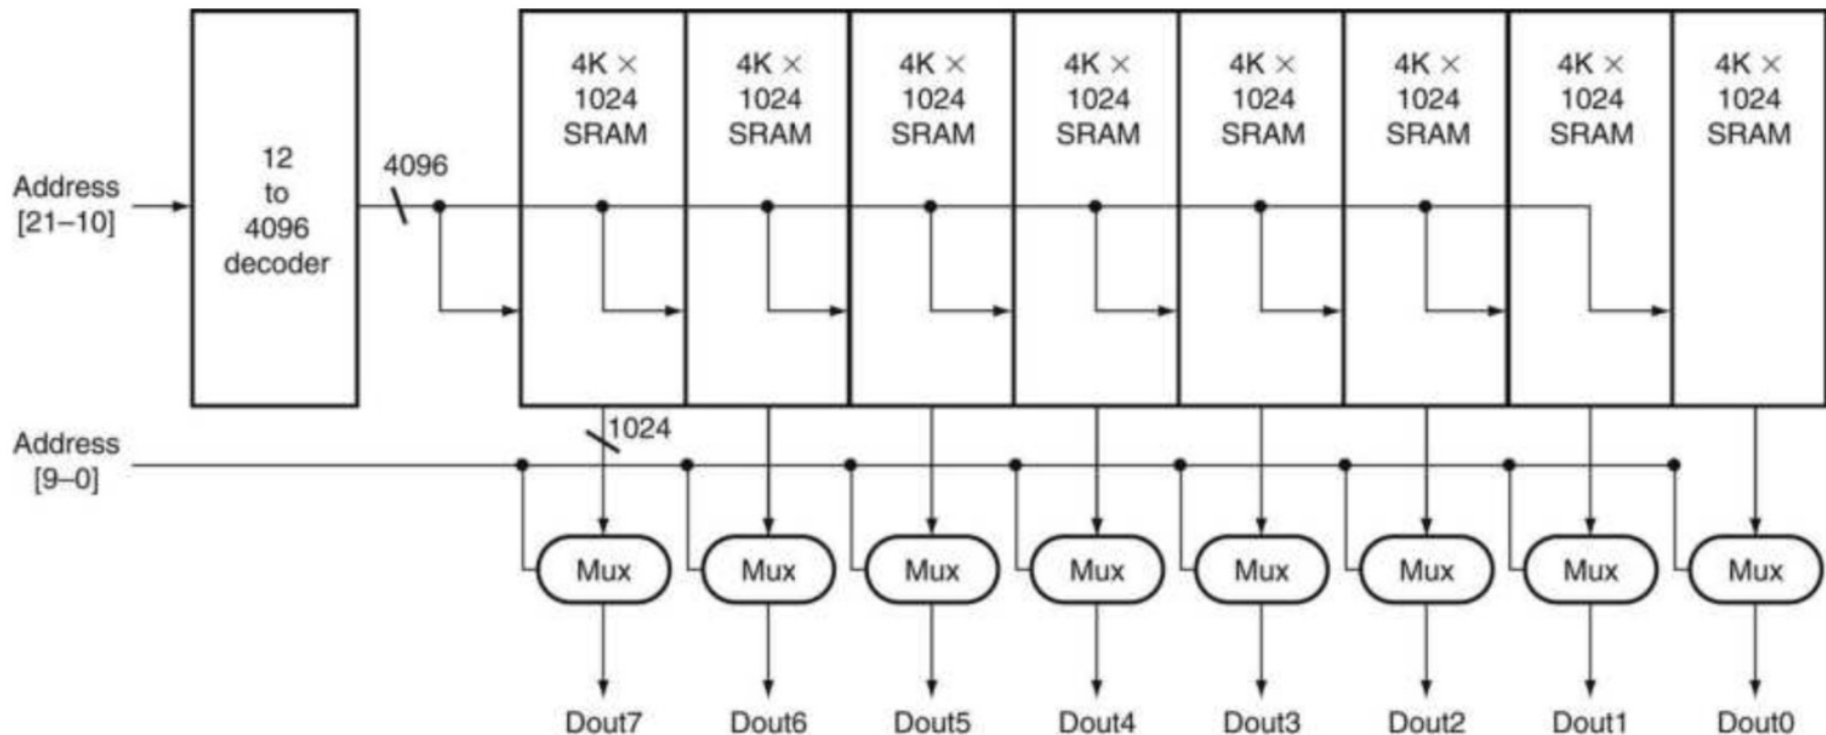 4K ×
1024
SRAM
4K ×
1024
SRAM
4K ×
1024
SRAM
4K ×
1024
SRAM
4K ×
1024
SRAM
4K ×
1024
SRAM
4K ×
1024
SRAM
4K ×
1024
SRAM
Address
[21–10]
12
to
4096
decoder
4096
Address
[9–0]
1024
Mux
Mux
Mux
Mux
Mux
Mux
Mux
Mux
Dout7
Dout6
Dout5
Dout4
Dout3
Dout2
Dout1
Dout0